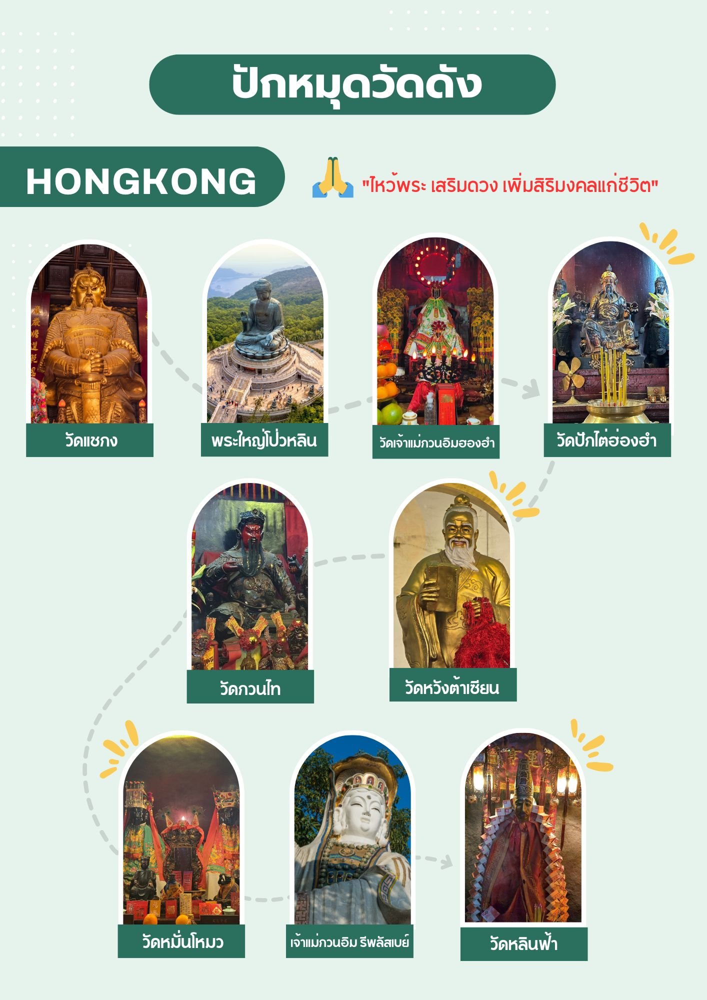 ปักหมุดวัดดัง
HONGKONG
"ไหว้พระ เสริมดวง เพิ่มสิริมงคลแก่ชีวิต"
วัดแชกง
พระใหญ่โป่วหลิน
วัดเจ้าแม่กวนอิมฮองฮำ
วัดปักไต่ฮ่องฮำ
วัดกวนไท
วัดหวังต้าเซียน
วัดหมั่นโหมว
เจ้าแม่กวนอิม รีพลัสเบย์
วัดหลินฟ้า